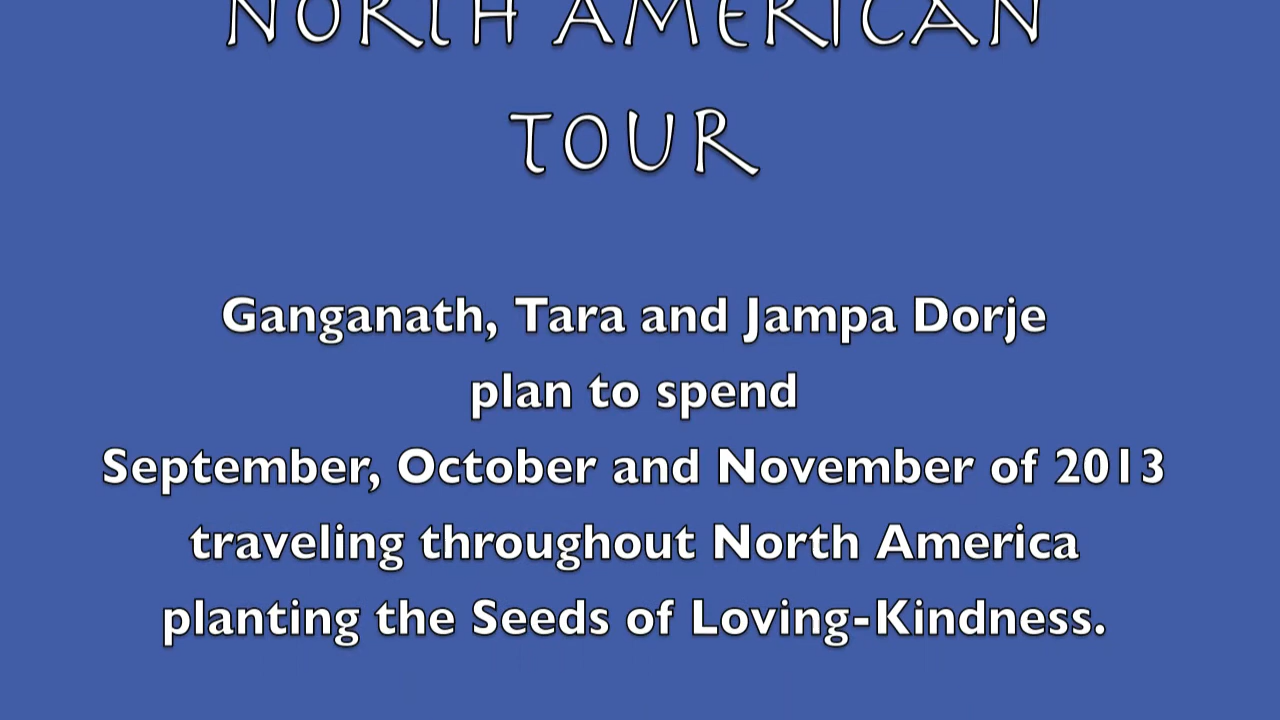 NORTH AMERICAN
TOUR
Ganganath, Tara and Jampa Dorje
plan to spend
September, October and November of 2013
traveling throughout North America
planting the Seeds of Loving-Kindness.